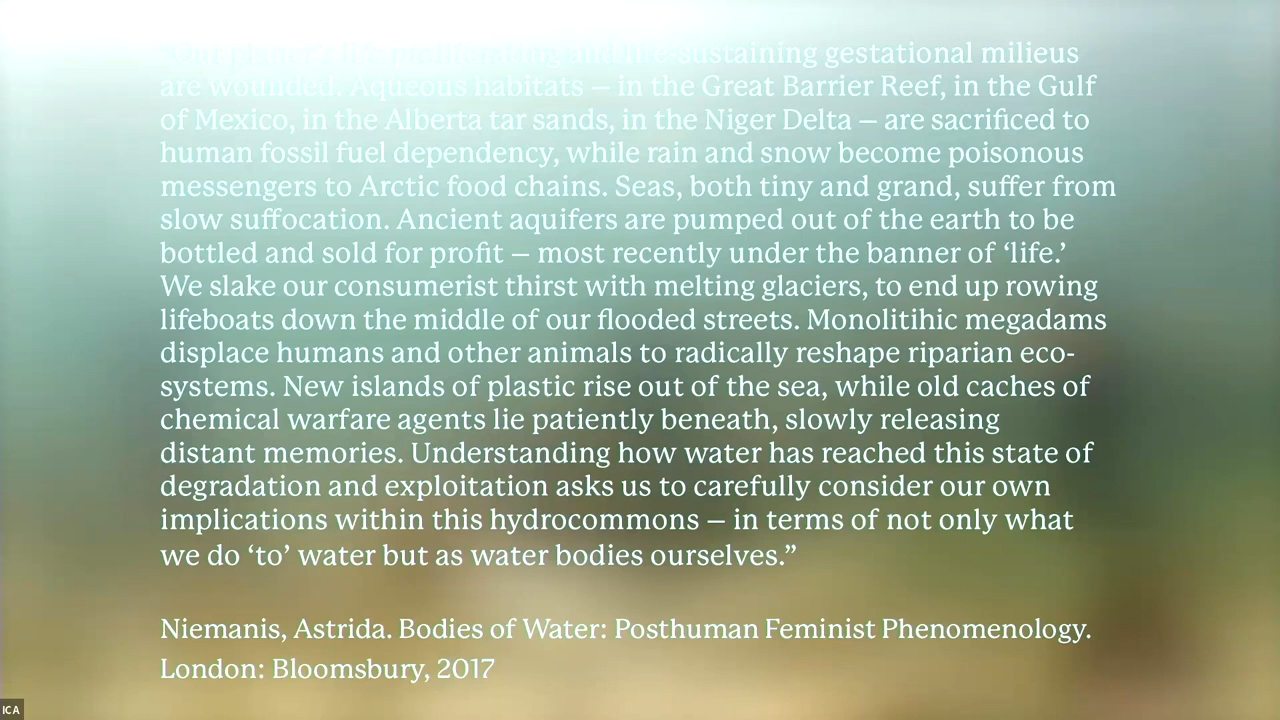 “Our planet’s life-proliferating and life-sustaining gestational milieus
are wounded. Aqueous habitats – in the Great Barrier Reef, in the Gulf
of Mexico, in the Alberta tar sands, in the Niger Delta – are sacrificed to
human fossil fuel dependency, while rain and snow become poisonous
messengers to Arctic food chains. Seas, both tiny and grand, suffer from
slow suffocation. Ancient aquifers are pumped out of the earth to be
bottled and sold for profit – most recently under the banner of ‘life.’
We slake our consumerist thirst with melting glaciers, to end up rowing
lifeboats down the middle of our flooded streets. Monolitihic megadams
displace humans and other animals to radically reshape riparian eco-
systems. New islands of plastic rise out of the sea, while old caches of
chemical warfare agents lie patiently beneath, slowly releasing
distant memories. Understanding how water has reached this state of
degradation and exploitation asks us to carefully consider our own
implications within this hydrocommons – in terms of not only what
we do ‘to’ water but as water bodies ourselves.”
Niemanis, Astrida. Bodies of Water: Posthuman Feminist Phenomenology.
London: Bloomsbury, 2017
ICA